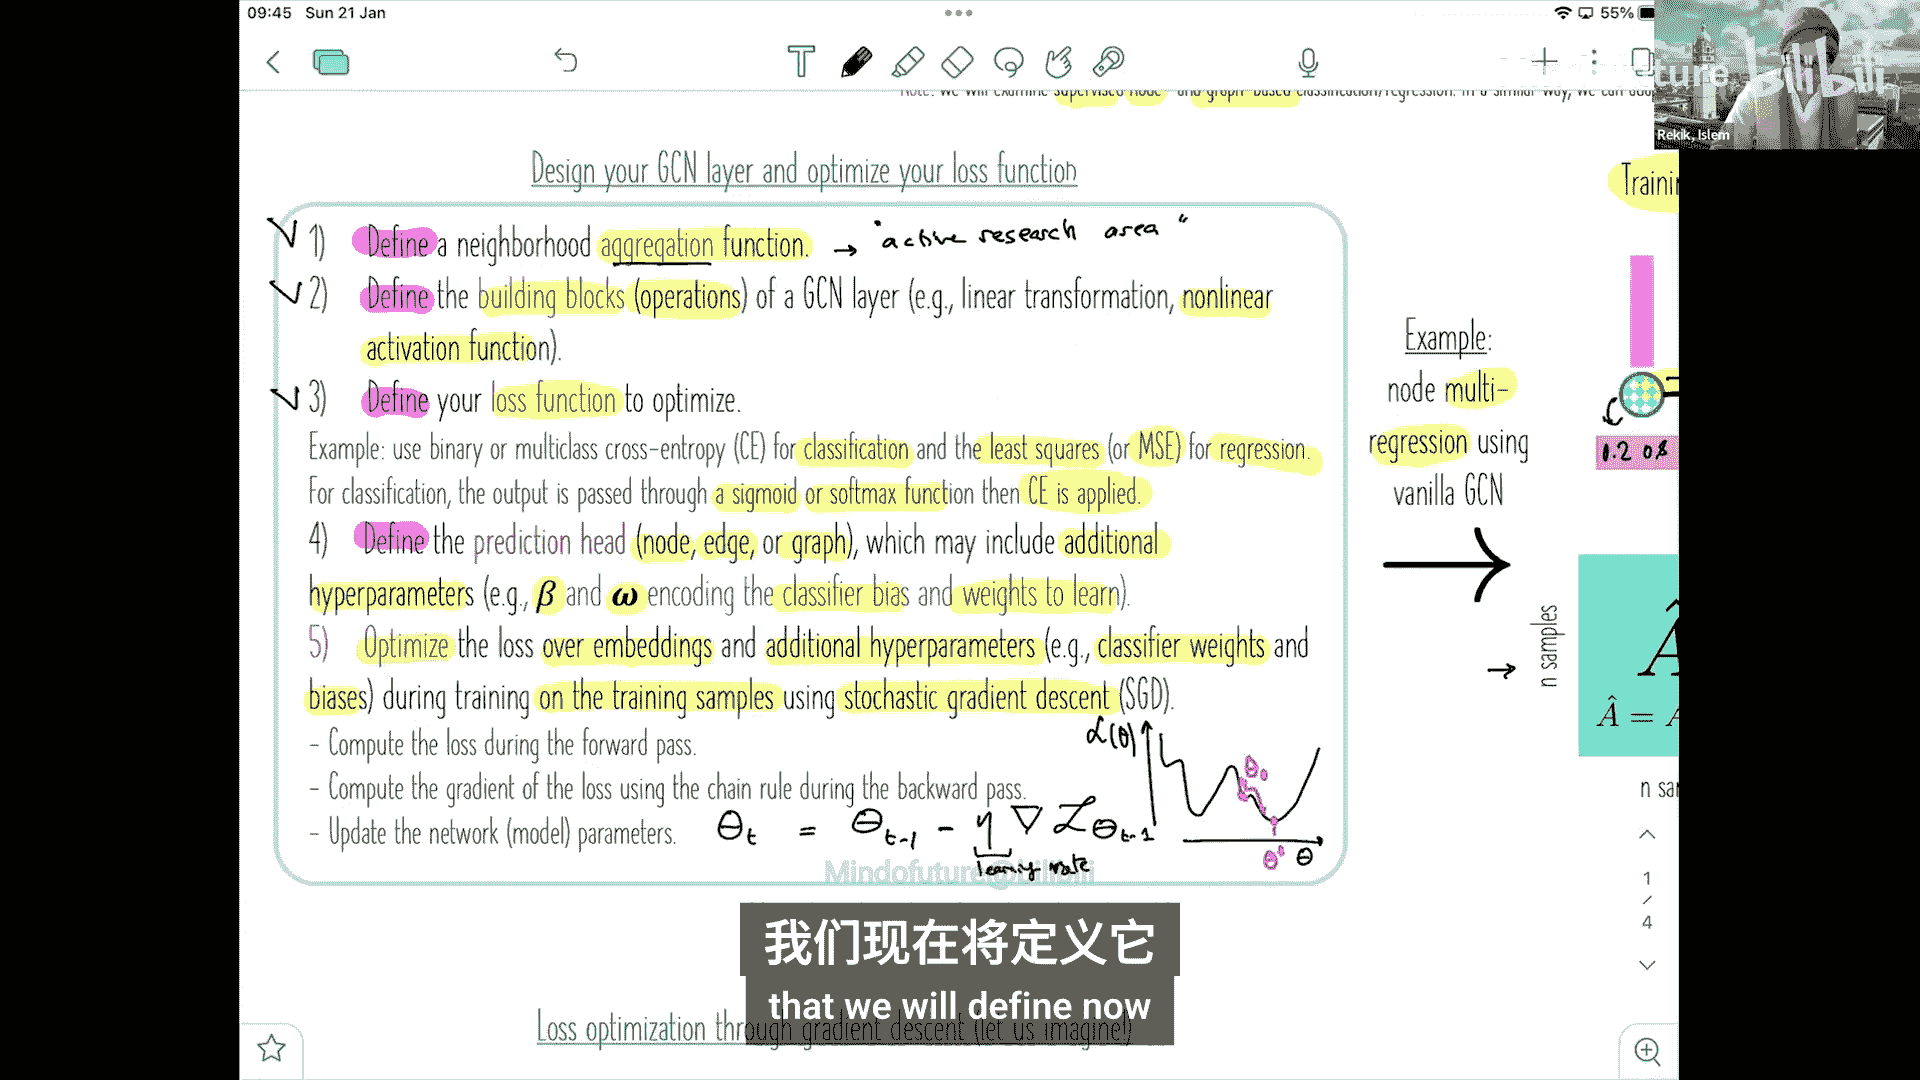 09:45 Sun 21 Jan
55%
bilibili
Rekik, Islem
Design your GCN layer and optimize your loss function
1) Define a neighborhood aggregation function. → "active research area"
2) Define the building blocks (operations) of a GCN layer (e.g., linear transformation, nonlinear
activation function).
3) Define your loss function to optimize.
Example: use binary or multiclass cross-entropy (CE) for classification and the least squares (or MSE) for regression.
For classification, the output is passed through a sigmoid or softmax function then CE is applied.
4) Define the prediction head (node, edge, or graph), which may include additional
hyperparameters (e.g., β and ω encoding the classifier bias and weights to learn).
5) Optimize the loss over embeddings and additional hyperparameters (e.g., classifier weights and
biases) during training on the training samples using stochastic gradient descent (SGD).
- Compute the loss during the forward pass.
- Compute the gradient of the loss using the chain rule during the backward pass.
- Update the network (model) parameters. θt = θt-1 - η ∇ ℒθt-1
learning rate
ℒ(θ)
θ
Mindofuture@bilibili
Example:
node multi-
regression using
vanilla GCN
→
n samples
1.2 0.8
Â
Â =
1
4
我们现在将定义它
that we will define now
Loss optimization through gradient descent (let us imagine!)